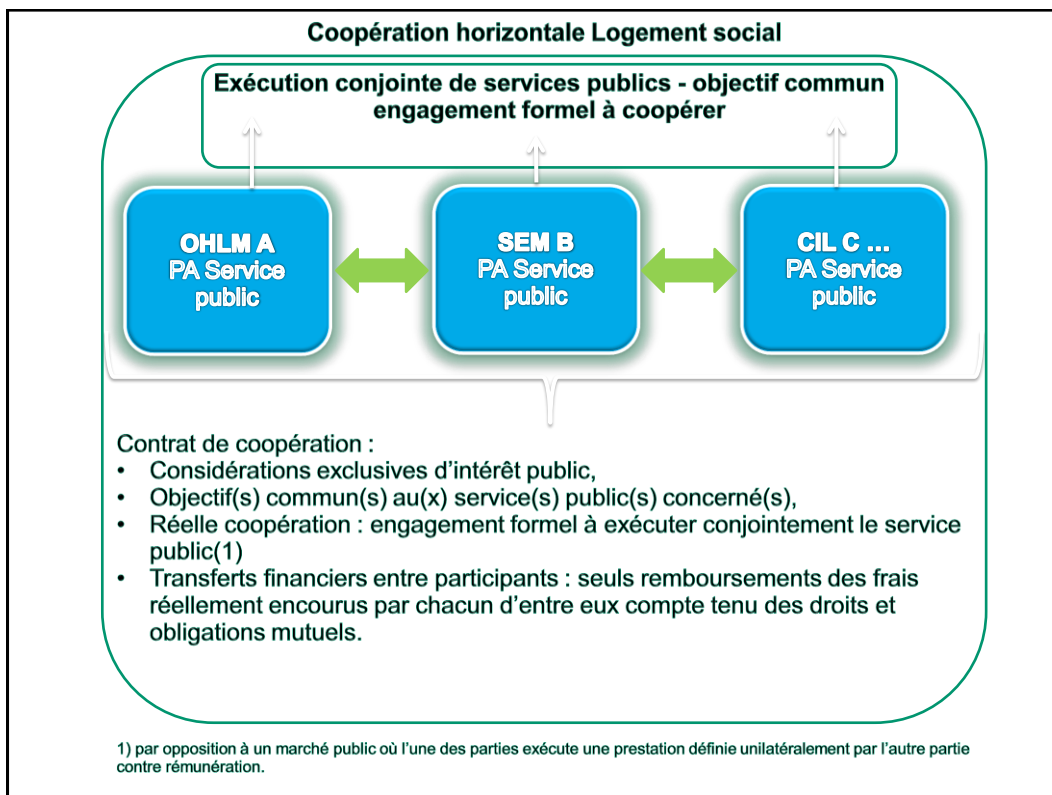 Coopération horizontale Logement social
Exécution conjointe de services publics - objectif commun
engagement formel à coopérer
OHLM A
PA Service
public
SEM B
PA Service
public
CIL C ...
PA Service
public
Contrat de coopération :
• Considérations exclusives d’intérêt public,
• Objectif(s) commun(s) au(x) service(s) public(s) concerné(s),
• Réelle coopération : engagement formel à exécuter conjointement le service
public(1)
• Transferts financiers entre participants : seuls remboursements des frais
réellement encourus par chacun d’entre eux compte tenu des droits et
obligations mutuels.
1) par opposition à un marché public où l’une des parties exécute une prestation définie unilatéralement par l’autre partie
contre rémunération.